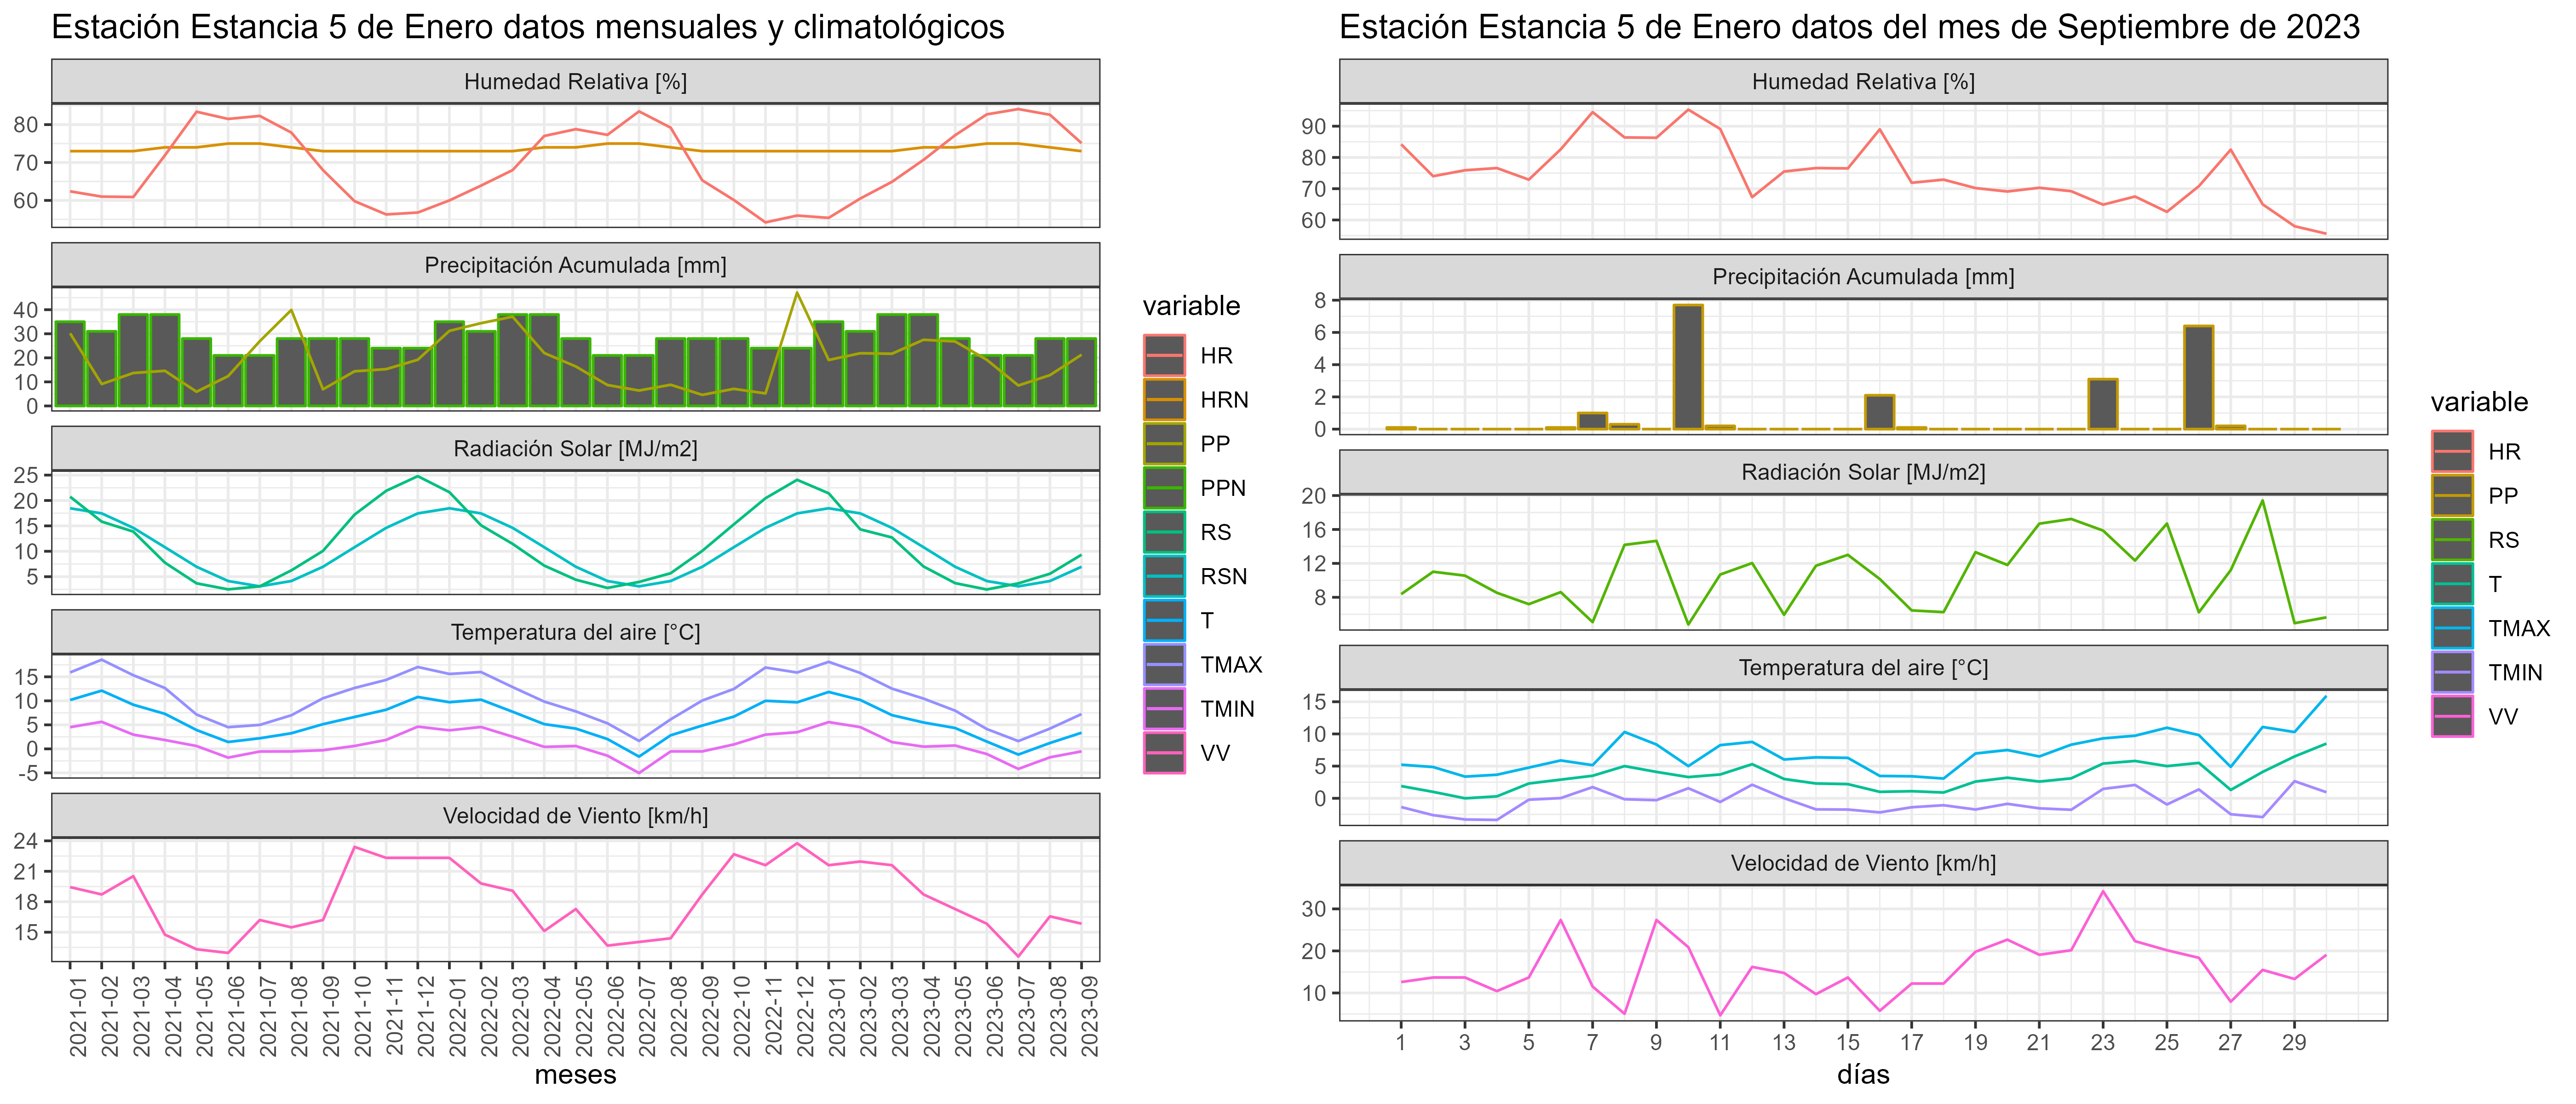 Estación Estancia 5 de Enero datos mensuales y climatológicos
Humedad Relativa [%]
80
70
60
Precipitación Acumulada [mm]
40
30
20
10
0
Radiación Solar [MJ/m2]
25
20
15
10
5
Temperatura del aire [°C]
15
10
5
0
-5
Velocidad de Viento [km/h]
24
21
18
15
2021-01
2021-02
2021-03
2021-04
2021-05
2021-06
2021-07
2021-08
2021-09
2021-10
2021-11
2021-12
2022-01
2022-02
2022-03
2022-04
2022-05
2022-06
2022-07
2022-08
2022-09
2022-10
2022-11
2022-12
2023-01
2023-02
2023-03
2023-04
2023-05
2023-06
2023-07
2023-08
2023-09
meses
variable
HR
HRN
PP
PPN
RS
RSN
T
TMAX
TMIN
VV
Estación Estancia 5 de Enero datos del mes de Septiembre de 2023
Humedad Relativa [%]
90
80
70
60
Precipitación Acumulada [mm]
8
6
4
2
0
Radiación Solar [MJ/m2]
20
16
12
8
Temperatura del aire [°C]
15
10
5
0
Velocidad de Viento [km/h]
30
20
10
1 3 5 7 9 11 13 15 17 19 21 23 25 27 29
días
variable
HR
PP
RS
T
TMAX
TMIN
VV